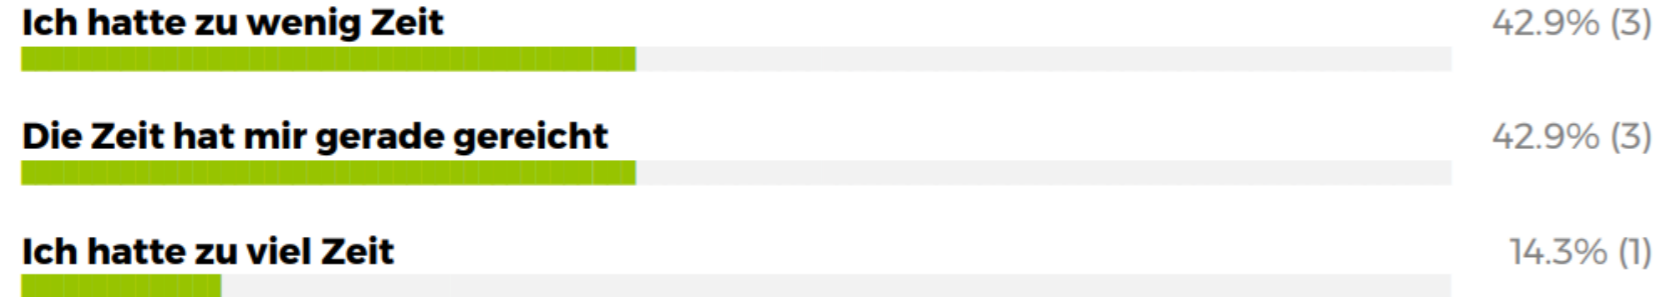 Ich hatte zu wenig Zeit 42.9% (3)
Die Zeit hat mir gerade gereicht 42.9% (3)
Ich hatte zu viel Zeit 14.3% (1)